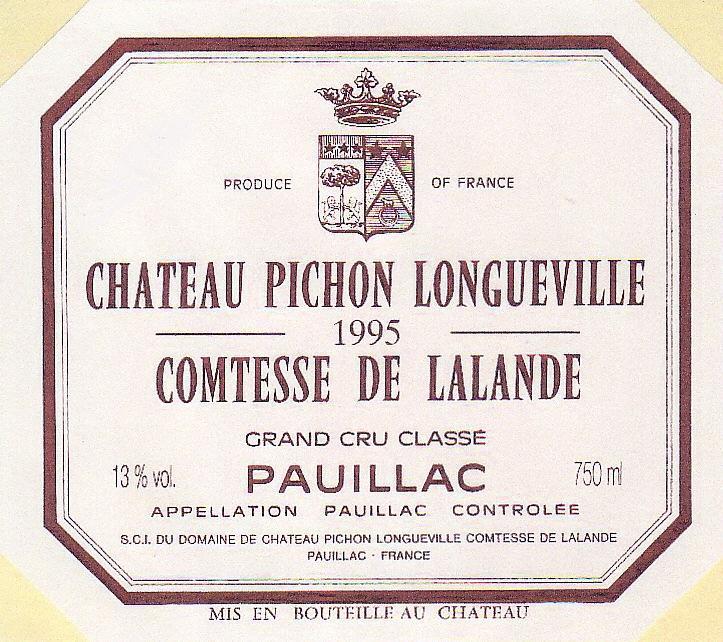 PRODUCE OF FRANCE
CHATEAU PICHON LONGUEVILLE
1995
COMTESSE DE LALANDE
GRAND CRU CLASSÉ
13 % vol. PAUILLAC 750 ml
APPELLATION PAUILLAC CONTROLÉE
S.C.I. DU DOMAINE DE CHATEAU PICHON LONGUEVILLE COMTESSE DE LALANDE
PAUILLAC - FRANCE
MIS EN BOUTEILLE AU CHATEAU